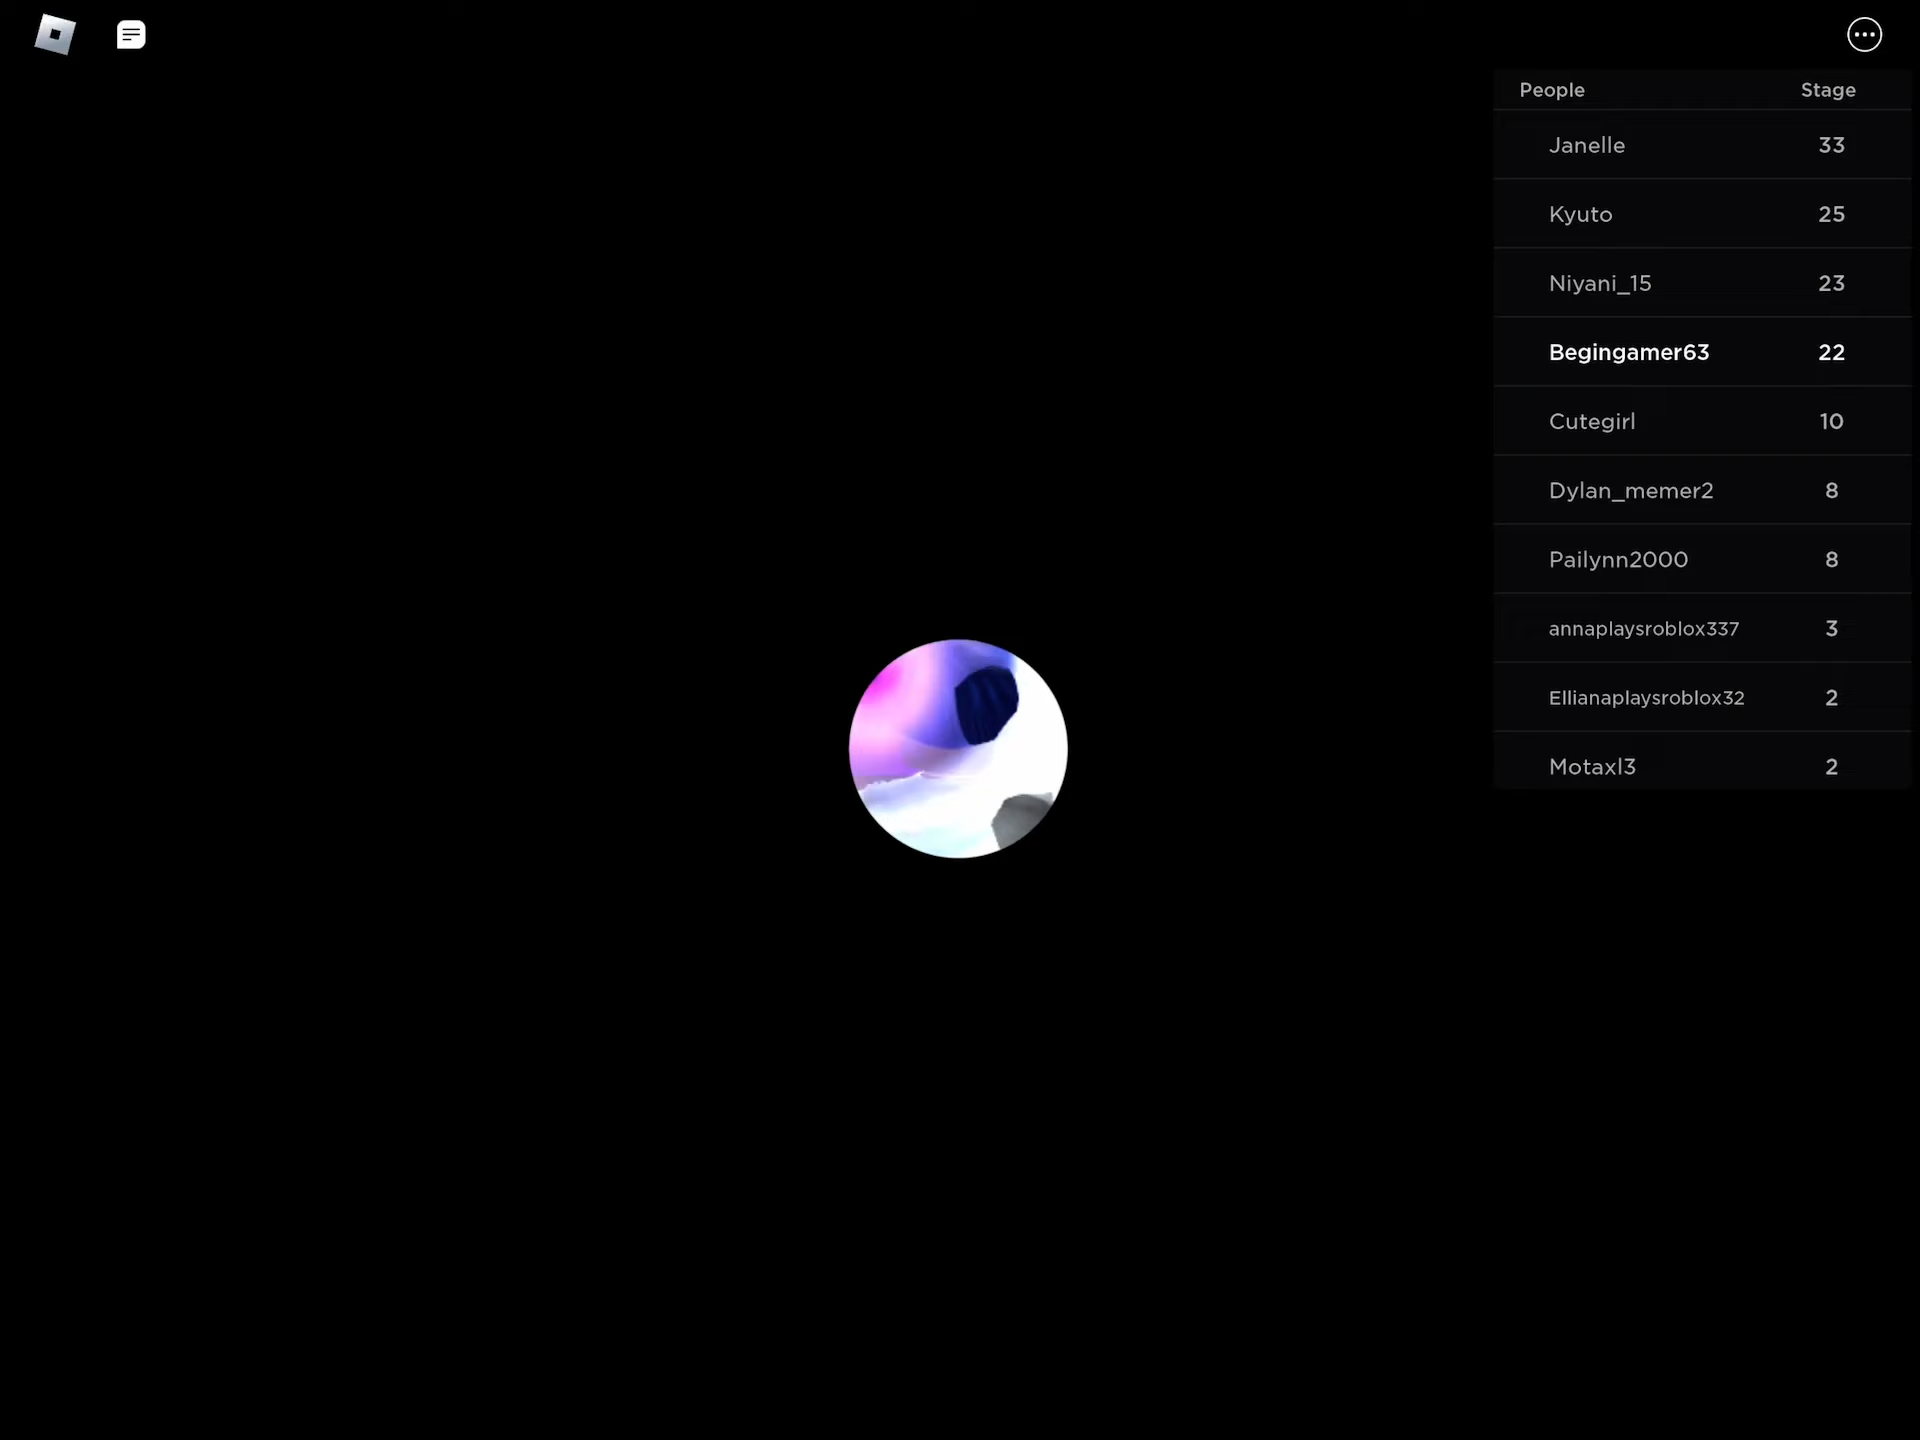 People Stage
Janelle 33
Kyuto 25
Niyani_15 23
Begingamer63 22
Cutegirl 10
Dylan_memer2 8
Pailynn2000 8
annaplaysroblox337 3
Ellianaplaysroblox32 2
Motaxl3 2